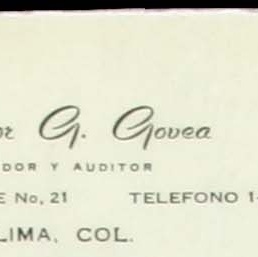 or G. Govea
DOR Y AUDITOR
E No, 21 TELEFONO 1-
LIMA, COL.